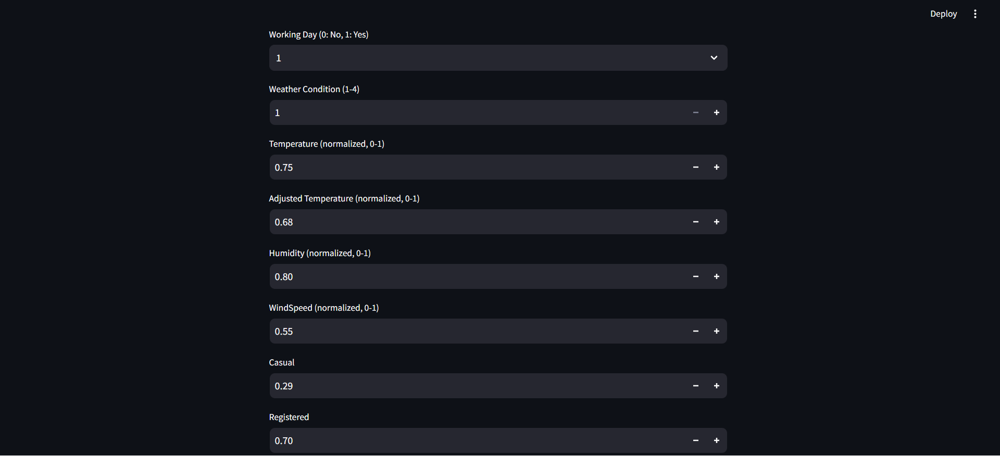 Deploy
Working Day (0: No, 1: Yes)
1
Weather Condition (1-4)
1
Temperature (normalized, 0-1)
0.75
Adjusted Temperature (normalized, 0-1)
0.68
Humidity (normalized, 0-1)
0.80
WindSpeed (normalized, 0-1)
0.55
Casual
0.29
Registered
0.70